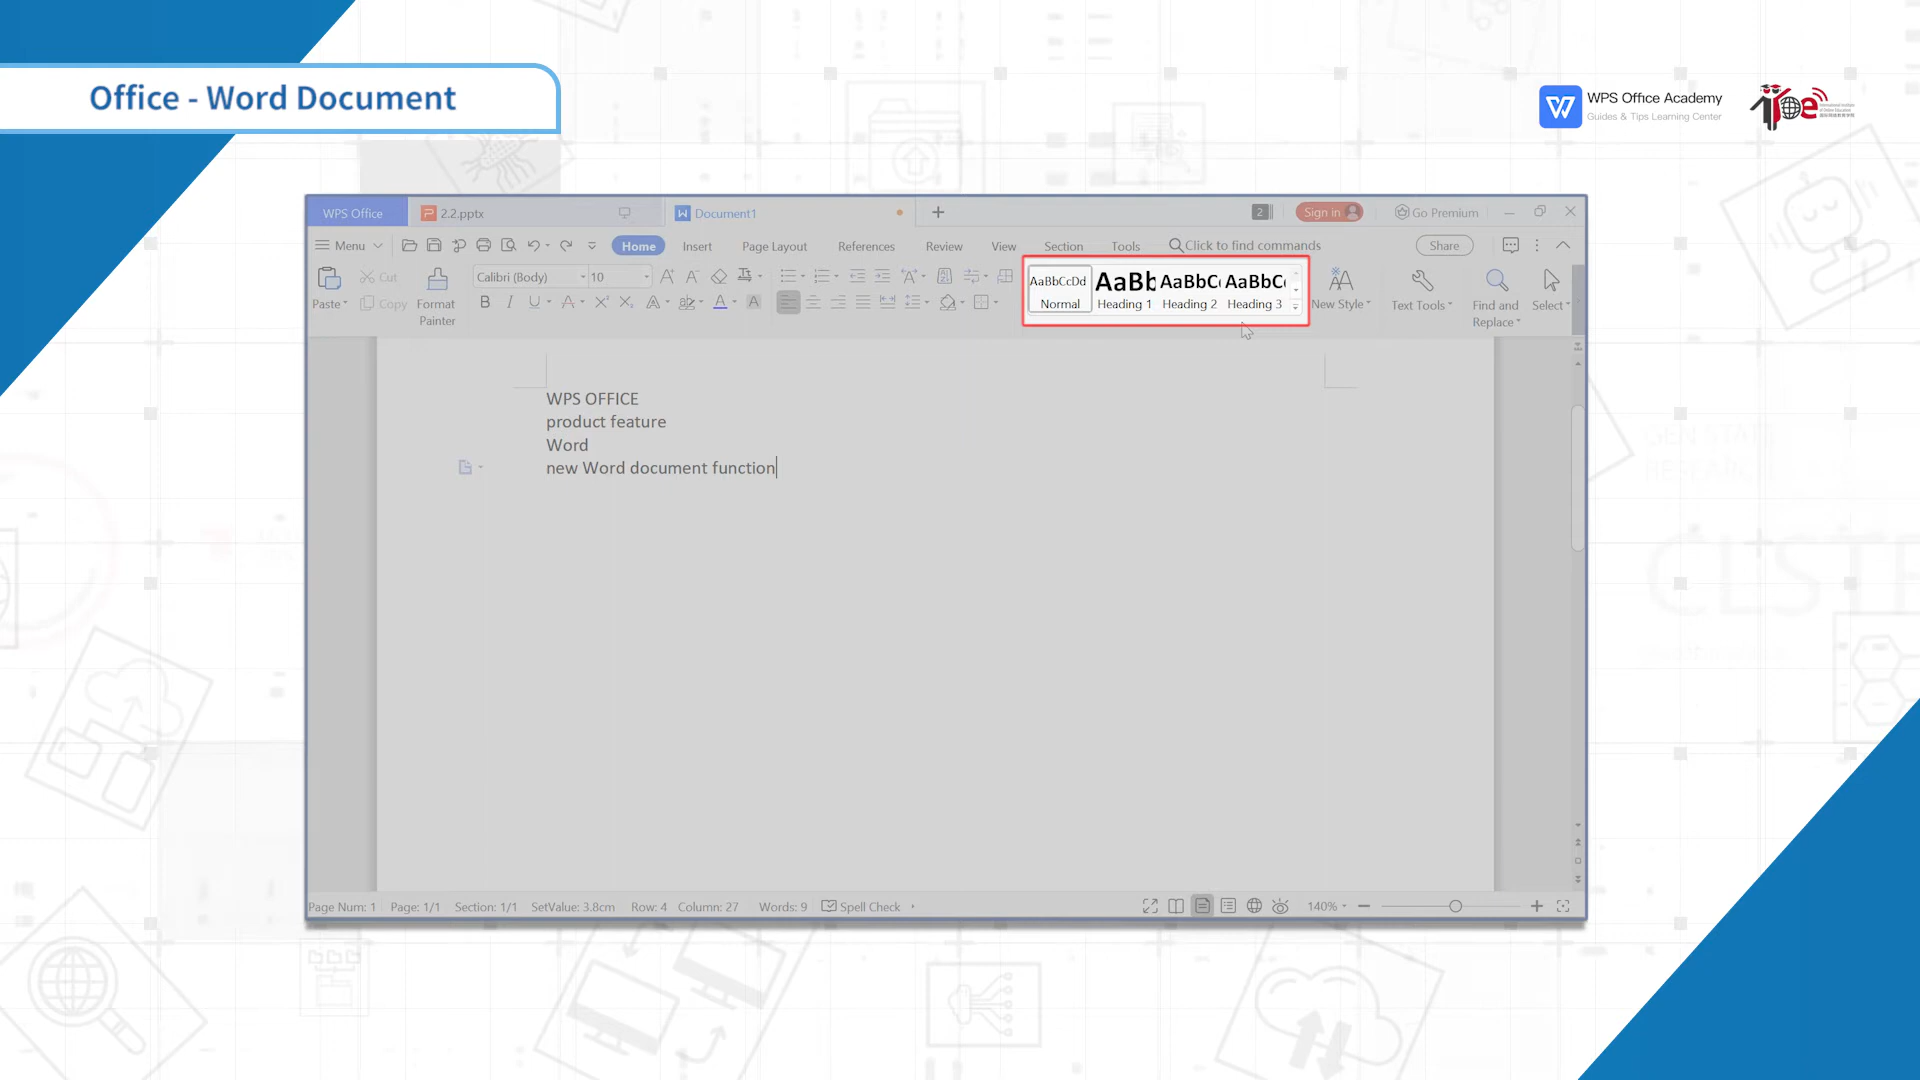 Office - Word Document
WPS Office Academy
Guides & Tips Learning Center
WPS Office
2.2.pptx
Document1
2
Sign in
Go Premium
Menu
Home
Insert
Page Layout
References
Review
View
Section
Tools
Click to find commands
Share
Paste
Cut
Copy
Format
Painter
Calibri (Body)
10
AaBbCcDd
Normal
AaBb
Heading 1
AaBbC
Heading 2
AaBbC
Heading 3
New Style
Text Tools
Find and
Replace
Select
WPS OFFICE
product feature
Word
new Word document function
Page Num: 1
Page: 1/1
Section: 1/1
SetValue: 3.8cm
Row: 4
Column: 27
Words: 9
Spell Check
140%